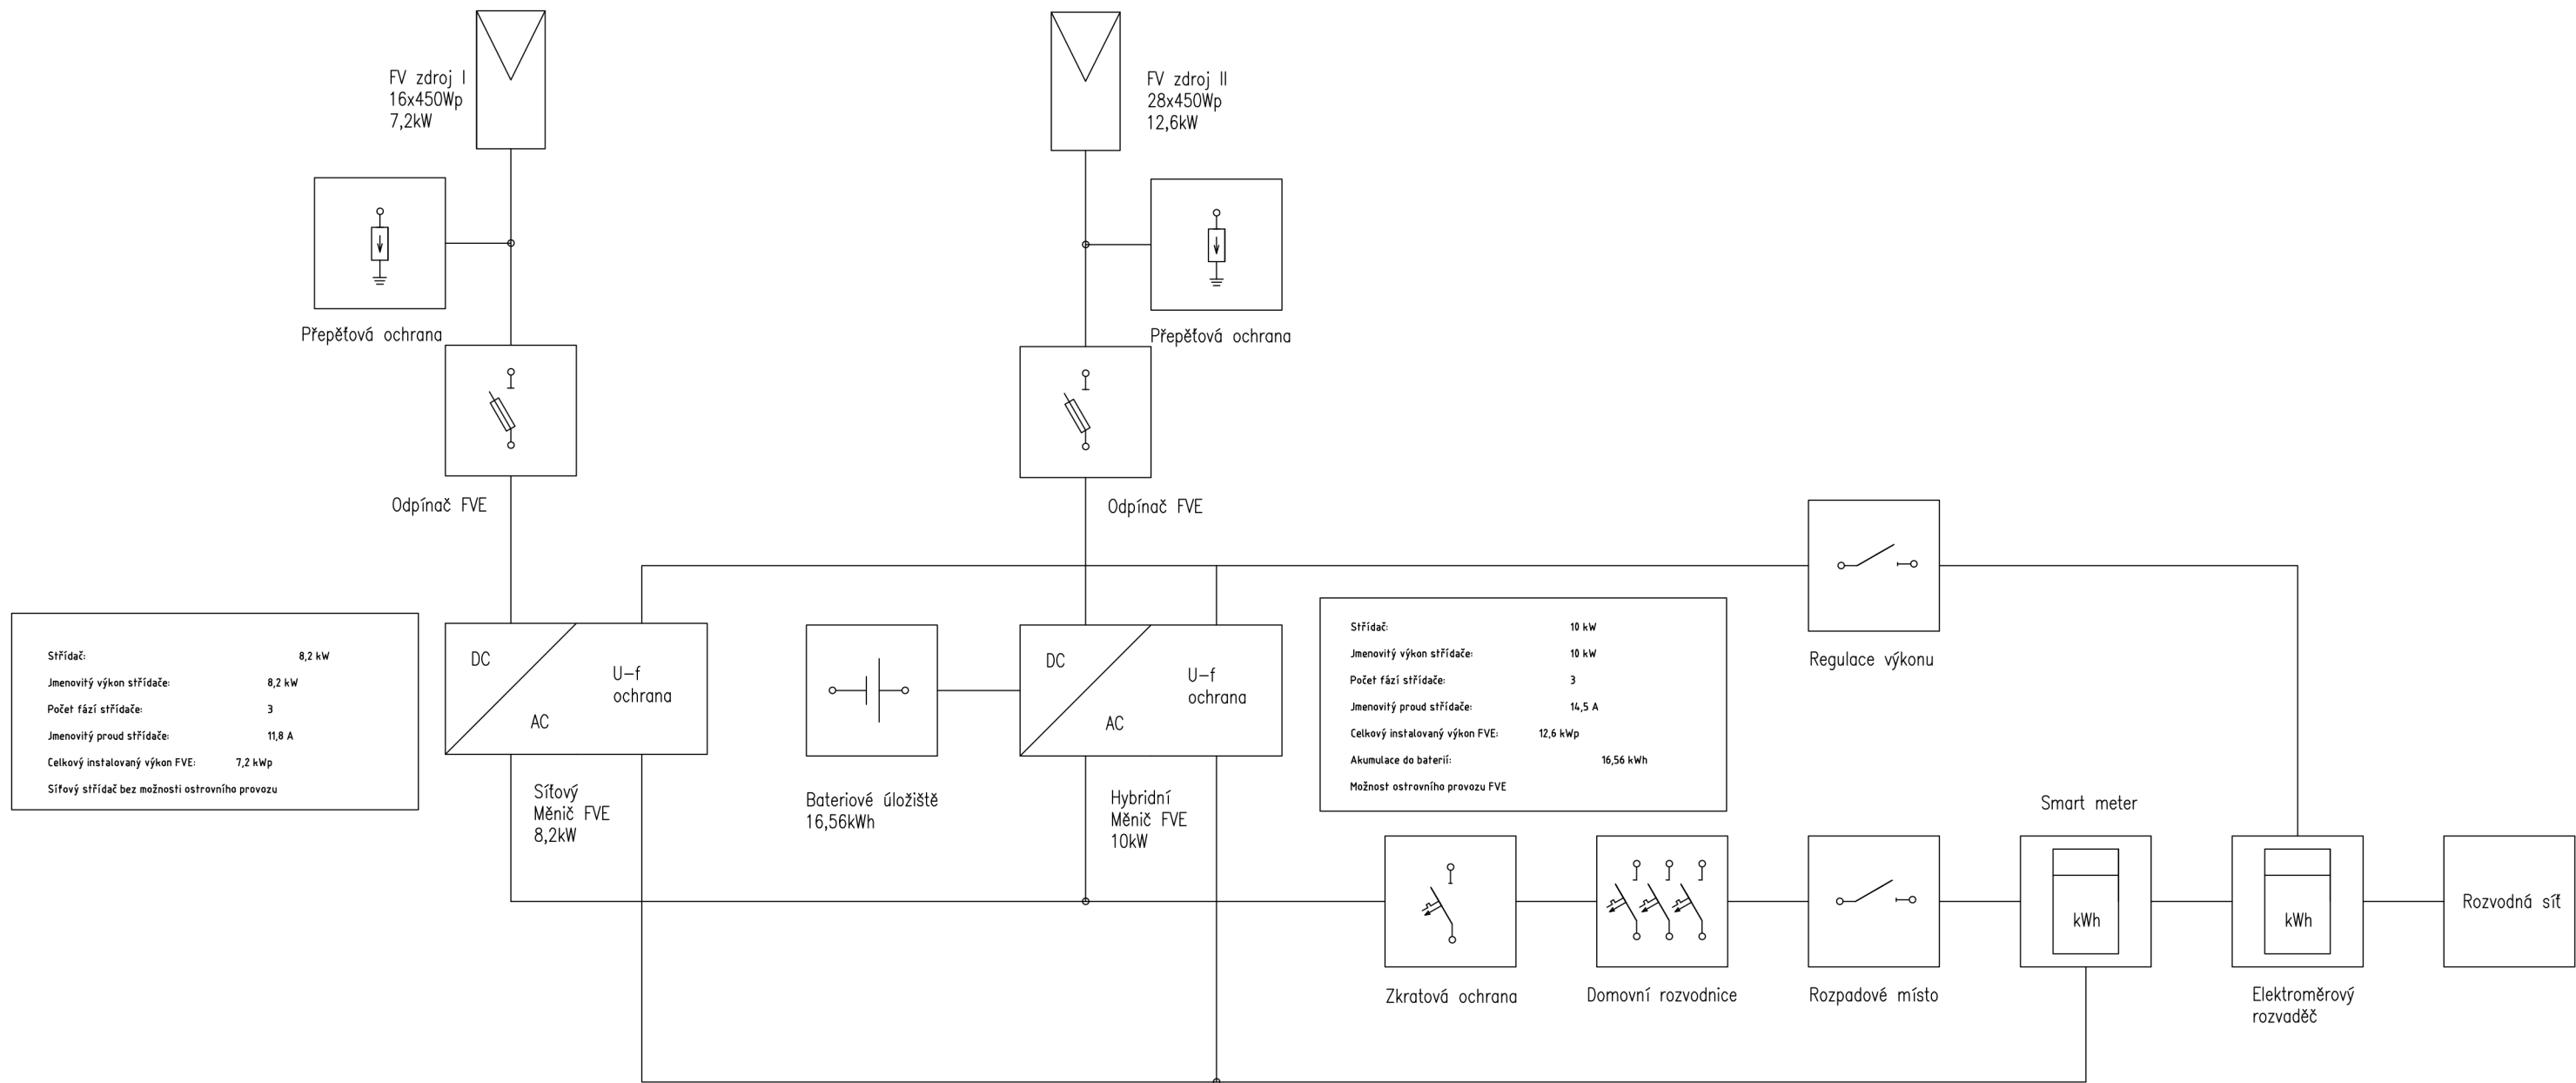 FV zdroj I
16x450Wp
7,2kW
FV zdroj II
28x450Wp
12,6kW
Přepěťová ochrana
Přepěťová ochrana
Odpínač FVE
Odpínač FVE
Regulace výkonu
Střídač: 8,2 kW
Jmenovitý výkon střídače: 8,2 kW
Počet fází střídače: 3
Jmenovitý proud střídače: 11,8 A
Celkový instalovaný výkon FVE: 7,2 kWp
Síťový střídač bez možnosti ostrovního provozu
DC
AC
U-f
ochrana
Síťový
Měnič FVE
8,2kW
Bateriové úložiště
16,56kWh
DC
AC
U-f
ochrana
Hybridní
Měnič FVE
10kW
Střídač: 10 kW
Jmenovitý výkon střídače: 10 kW
Počet fází střídače: 3
Jmenovitý proud střídače: 14,5 A
Celkový instalovaný výkon FVE: 12,6 kWp
Akumulace do baterií: 16,56 kWh
Možnost ostrovního provozu FVE
Smart meter
kWh
kWh
Rozvodná síť
Zkratová ochrana
Domovní rozvodnice
Rozpadové místo
Elektroměrový
rozvaděč